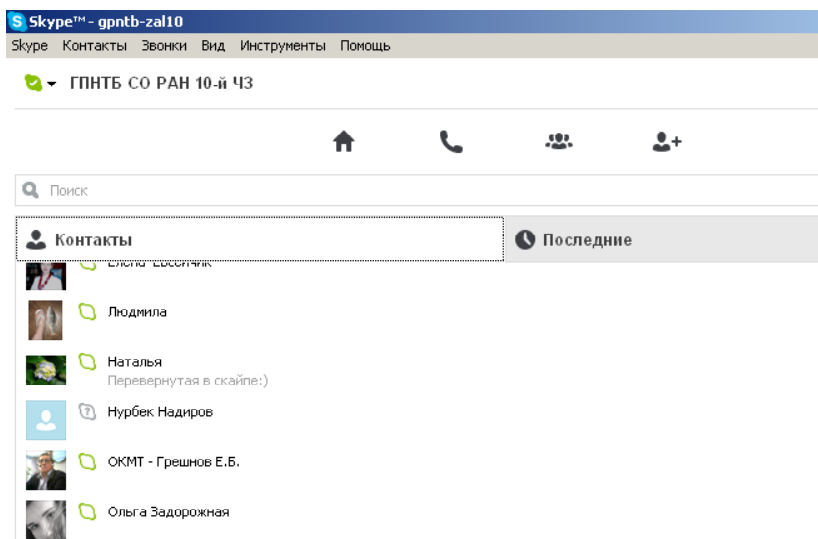 Skype™ - gpntb-zal10
Skype Контакты Звонки Вид Инструменты Помощь
ГПНТБ СО РАН 10-й ЧЗ
Поиск
Контакты Последние
Елена
Людмила
Наталья
Перевернутая в скайпе:)
Нурбек Надиров
ОКМТ - Грешнов Е.Б.
Ольга Задорожная